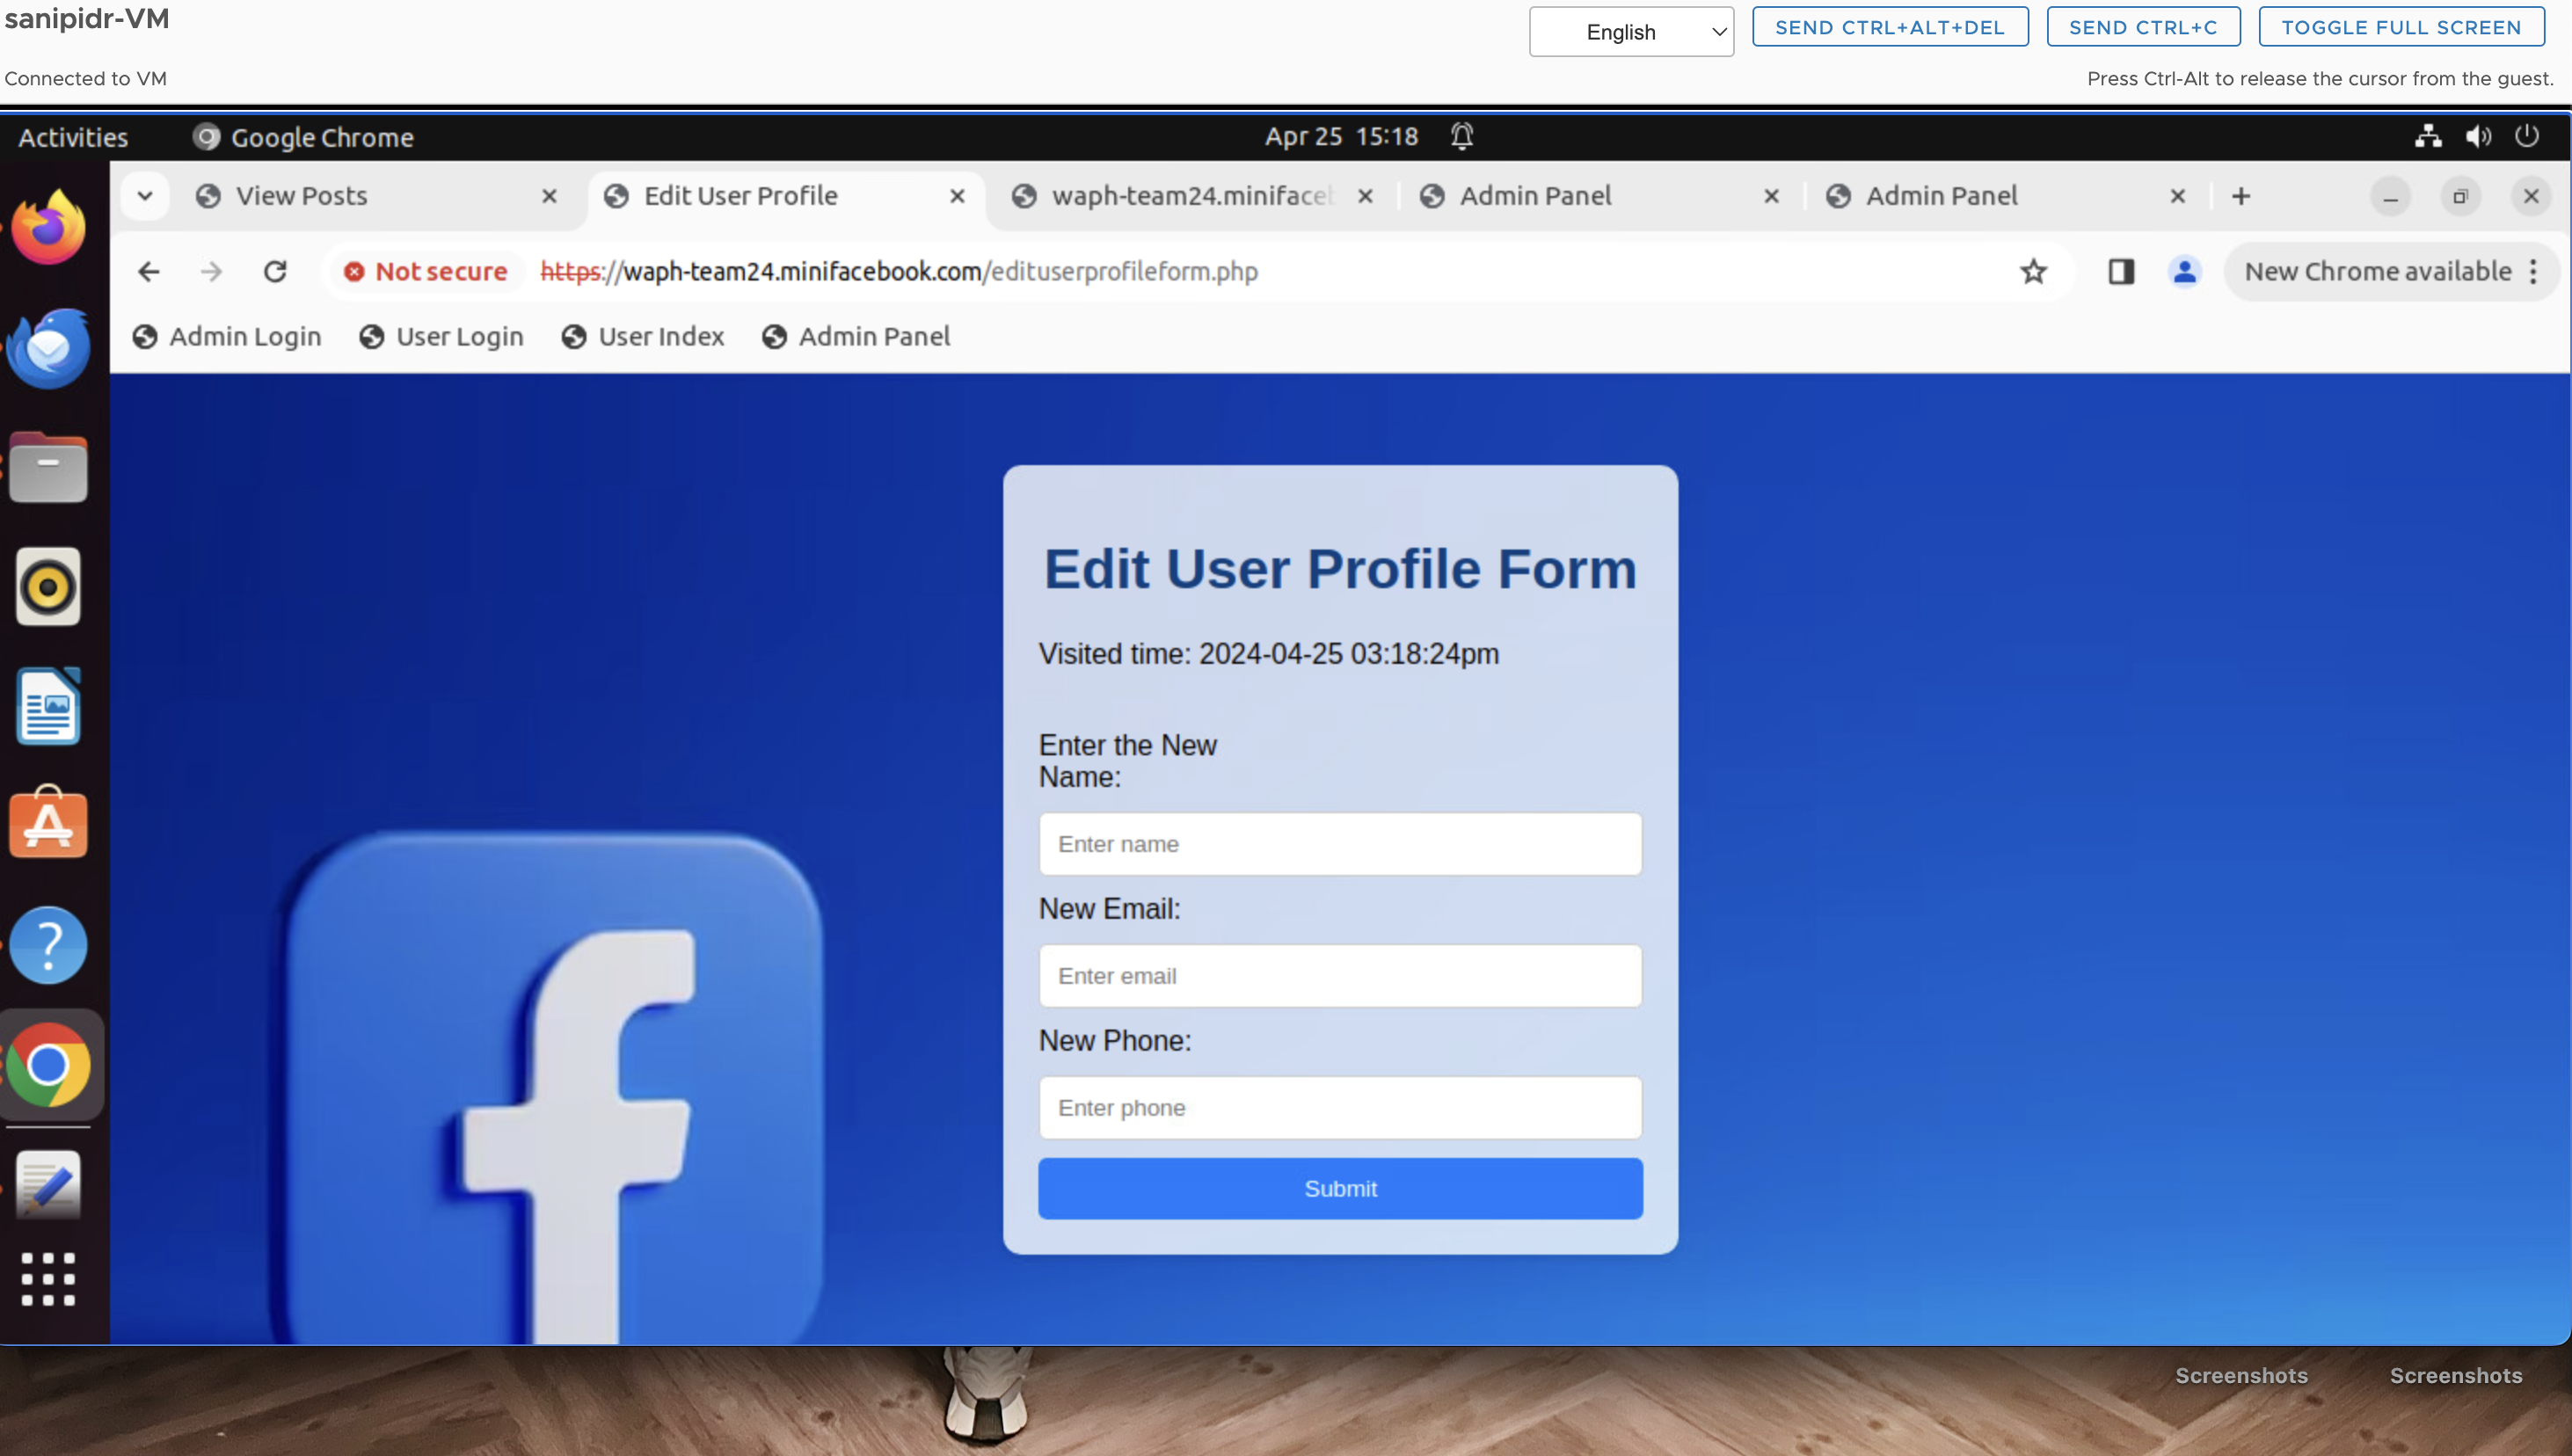 sanipidr-VM
English
SEND CTRL+ALT+DEL
SEND CTRL+C
TOGGLE FULL SCREEN
Connected to VM
Press Ctrl-Alt to release the cursor from the guest.
Activities
Google Chrome
Apr 25 15:18
View Posts
Edit User Profile
waph-team24.minifaceb
Admin Panel
Admin Panel
Not secure
https://waph-team24.minifacebook.com/edituserprofileform.php
New Chrome available
Admin Login
User Login
User Index
Admin Panel
Edit User Profile Form
Visited time: 2024-04-25 03:18:24pm
Enter the New
Name:
Enter name
New Email:
Enter email
New Phone:
Enter phone
Submit
f
Screenshots
Screenshots